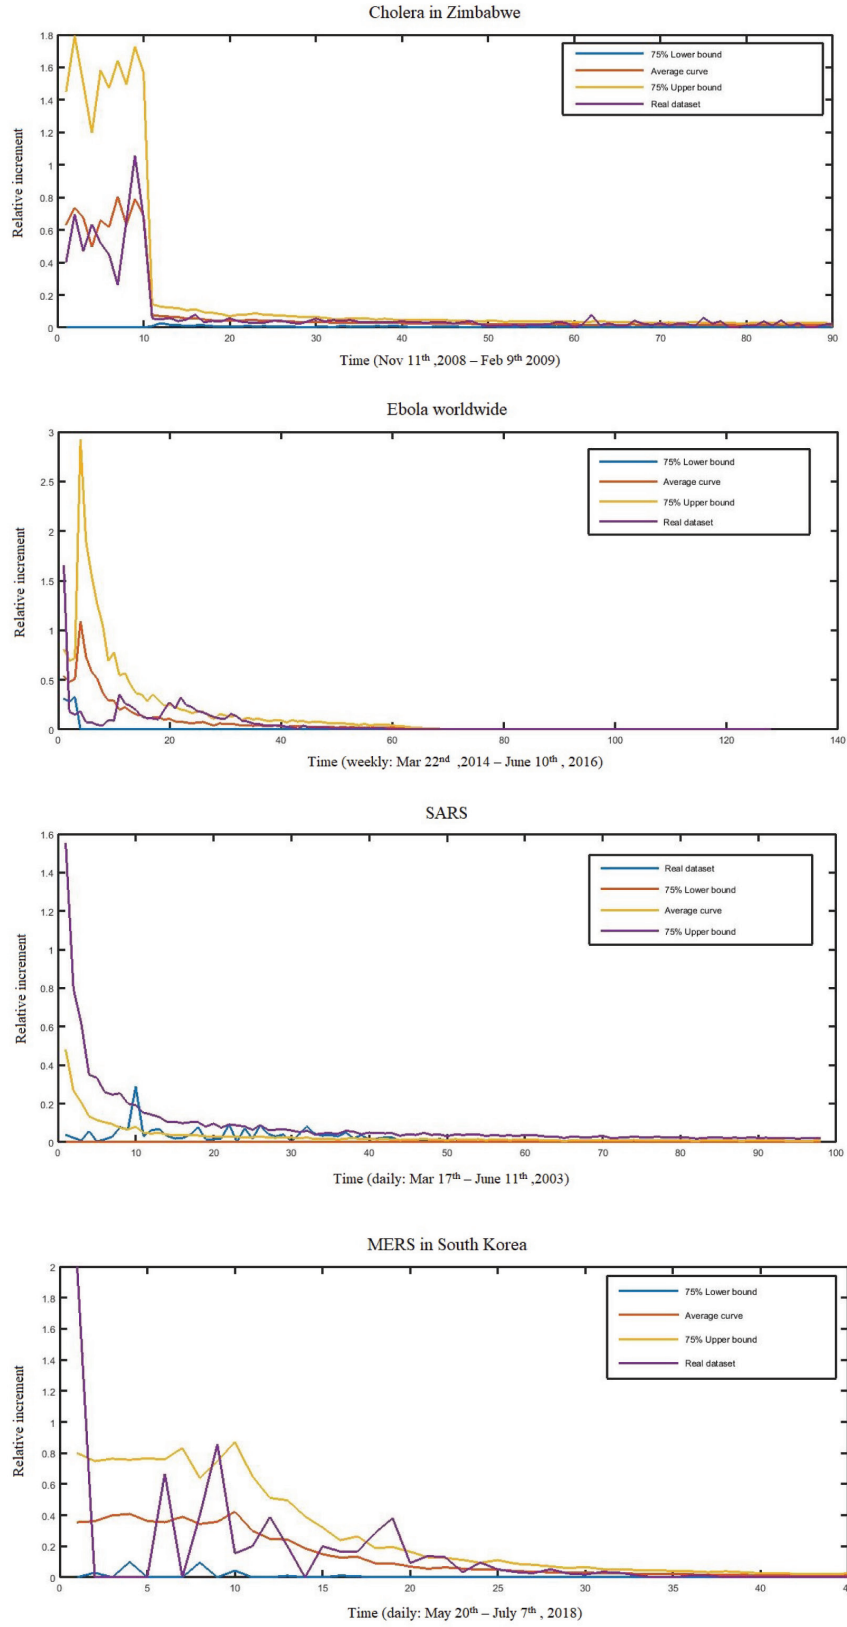 Cholera in Zimbabwe
1.8
1.6
1.4
1.2
1
0.8
0.6
0.4
0.2
0
Relative increment
75% Lower bound
Average curve
75% Upper bound
Real dataset
0 10 20 30 40 50 60 70 80 90
Time (Nov 11th ,2008 – Feb 9th 2009)
Ebola worldwide
3
2.5
2
1.5
1
0.5
0
Relative increment
75% Lower bound
Average curve
75% Upper bound
Real dataset
0 20 40 60 80 100 120 140
Time (weekly: Mar 22nd ,2014 – June 10th , 2016)
SARS
1.6
1.4
1.2
1
0.8
0.6
0.4
0.2
0
Relative increment
Real dataset
75% Lower bound
Average curve
75% Upper bound
0 10 20 30 40 50 60 70 80 90 100
Time (daily: Mar 17th – June 11th ,2003)
MERS in South Korea
2
1.8
1.6
1.4
1.2
1
0.8
0.6
0.4
0.2
0
Relative increment
75% Lower bound
Average curve
75% Upper bound
Real dataset
0 5 10 15 20 25 30 35 40
Time (daily: May 20th – July 7th , 2018)